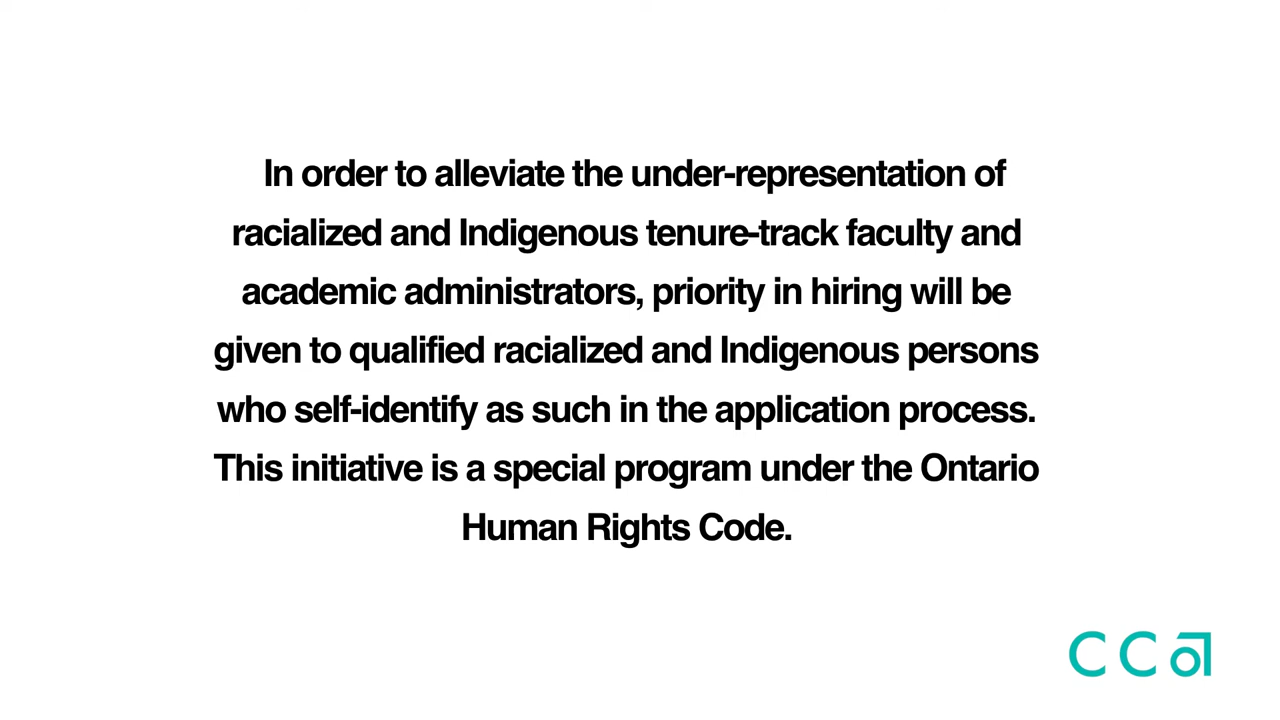 In order to alleviate the under-representation of
racialized and Indigenous tenure-track faculty and
academic administrators, priority in hiring will be
given to qualified racialized and Indigenous persons
who self-identify as such in the application process.
This initiative is a special program under the Ontario
Human Rights Code.
CCa